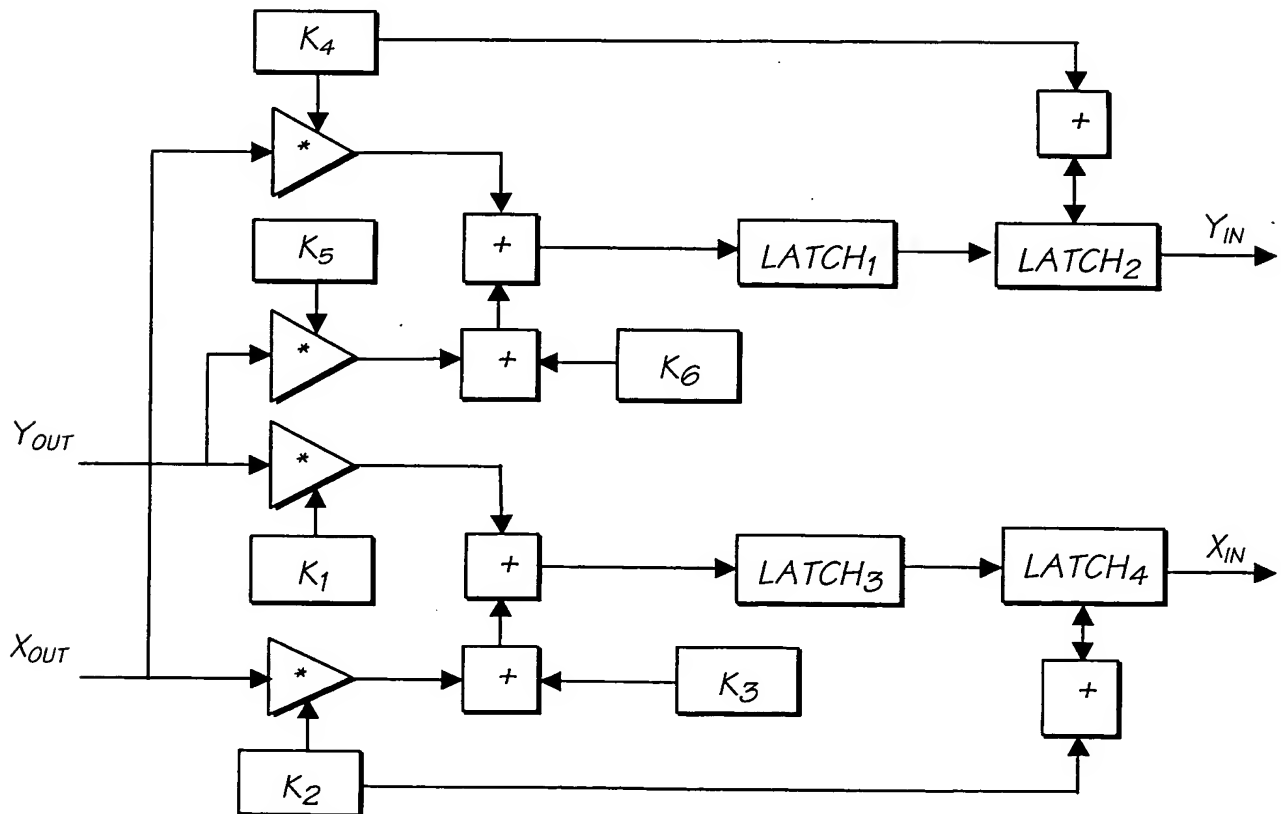 K4
+
*
K5
+
LATCH1
LATCH2
YIN
*
+
K6
YOUT
*
K1
+
LATCH3
LATCH4
XIN
XOUT
*
+
K3
+
K2